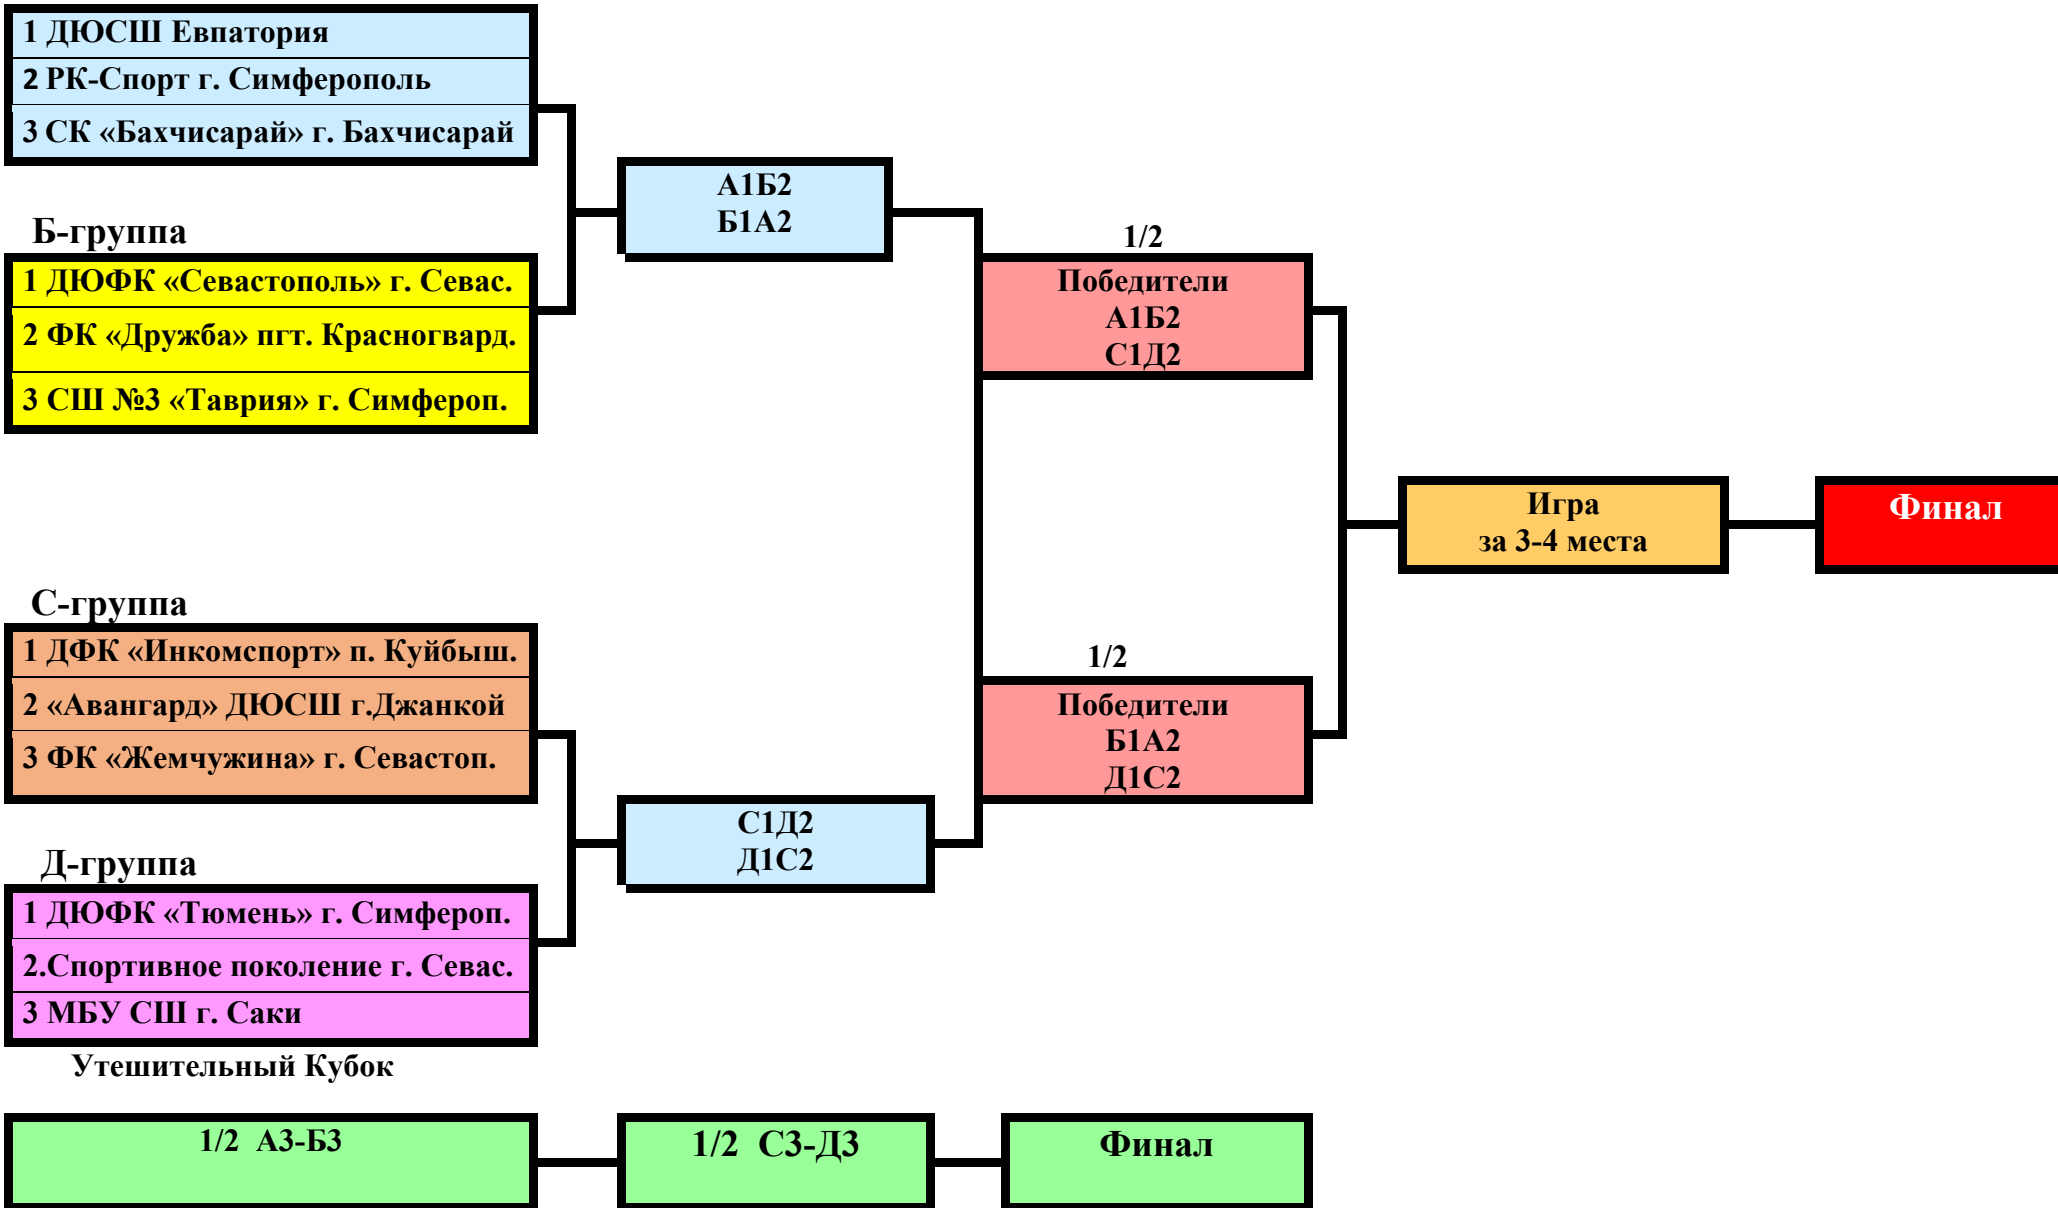 1 ДЮСШ Евпатория
2 РК-Спорт г. Симферополь
3 СК «Бахчисарай» г. Бахчисарай
А1Б2
Б1А2
Б-группа
1 ДЮФК «Севастополь» г. Севас.
2 ФК «Дружба» пгт. Красногвард.
3 СШ №3 «Таврия» г. Симфероп.
1/2
Победители
А1Б2
С1Д2
Игра
за 3-4 места
Финал
С-группа
1 ДФК «Инкомспорт» п. Куйбыш.
2 «Авангард» ДЮСШ г.Джанкой
3 ФК «Жемчужина» г. Севастоп.
1/2
Победители
Б1А2
Д1С2
С1Д2
Д1С2
Д-группа
1 ДЮФК «Тюмень» г. Симфероп.
2.Спортивное поколение г. Севас.
3 МБУ СШ г. Саки
Утешительный Кубок
1/2 А3-Б3
1/2 С3-Д3
Финал